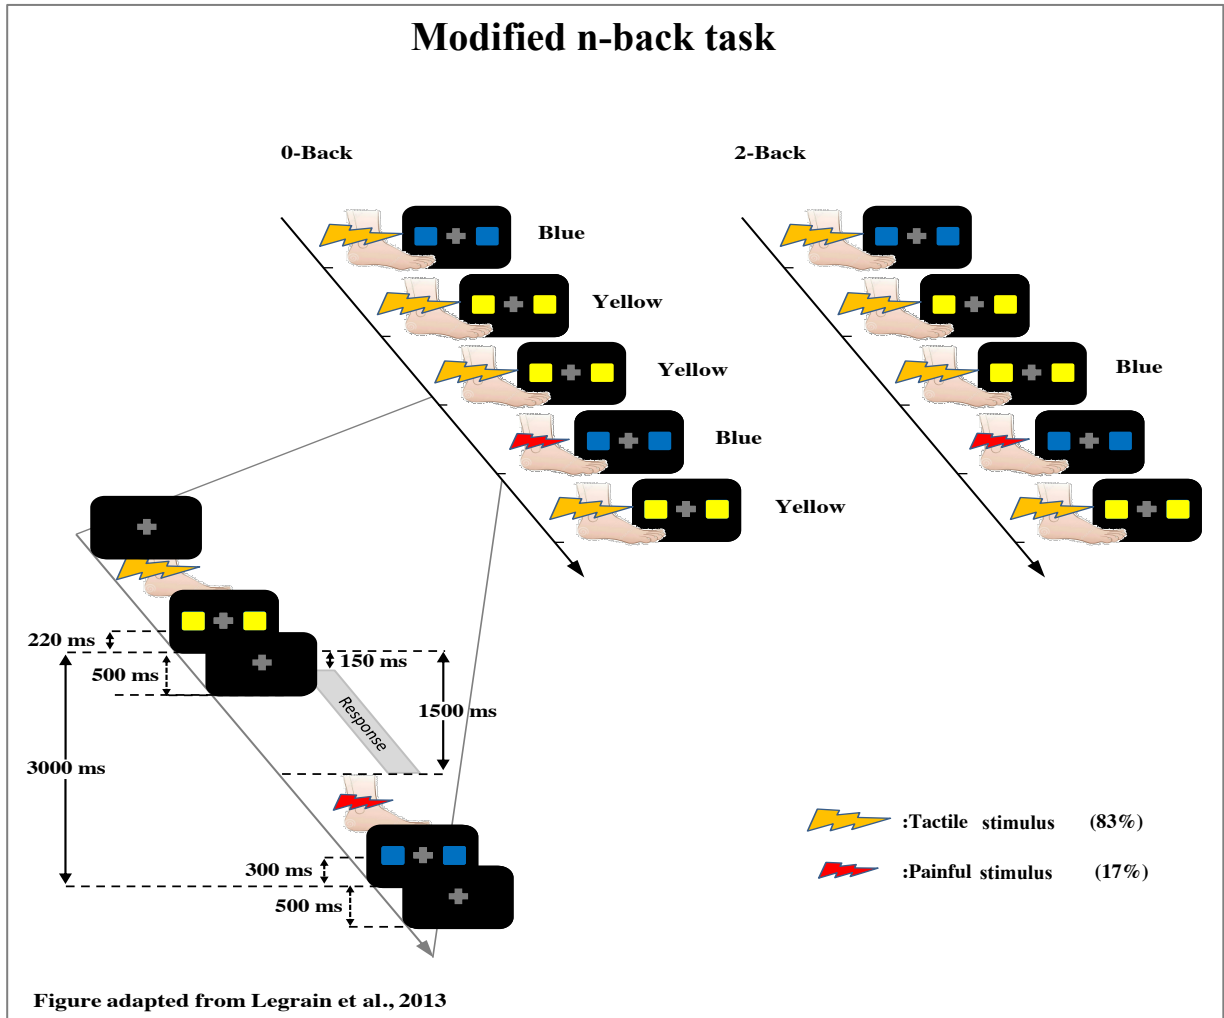 Modified n-back task
0-Back
2-Back
Blue
Yellow
Yellow
Blue
Blue
Yellow
220 ms
150 ms
500 ms
1500 ms
Response
3000 ms
300 ms
500 ms
:Tactile stimulus (83%)
:Painful stimulus (17%)
Figure adapted from Legrain et al., 2013